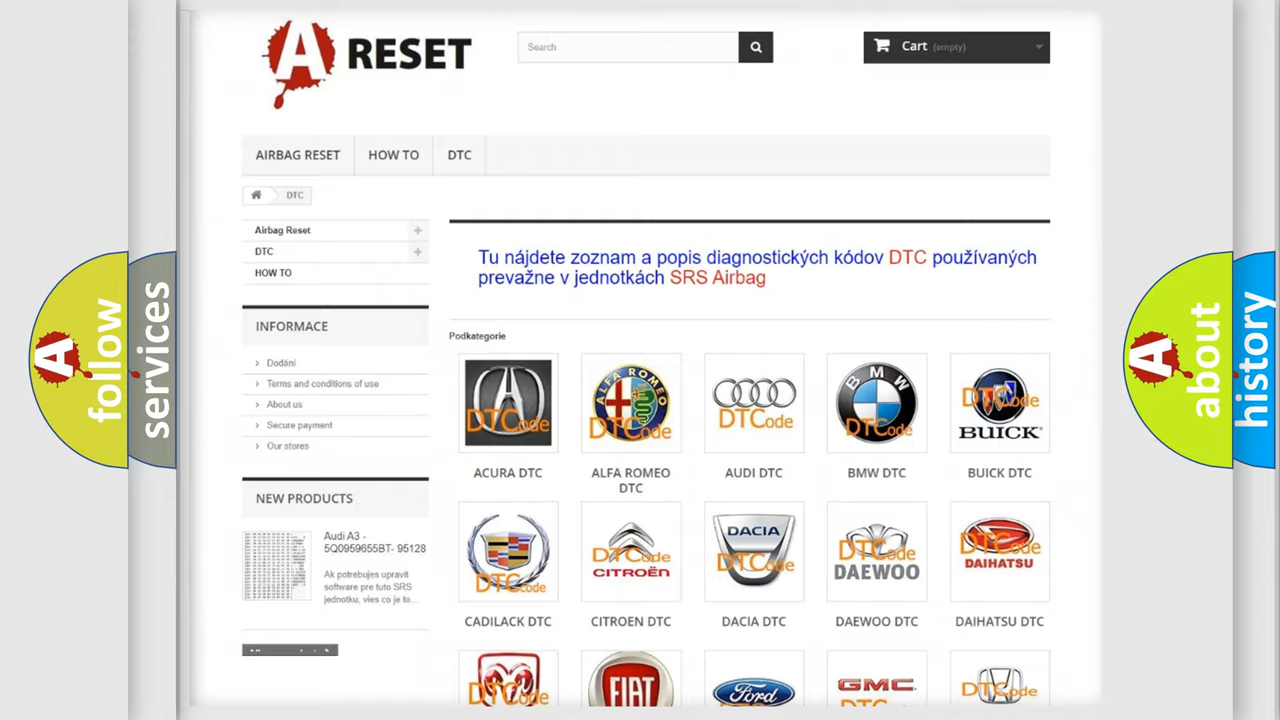 A RESET
Search
Cart (empty)
AIRBAG RESET
HOW TO
DTC
DTC
Airbag Reset
DTC
HOW TO
Tu nájdete zoznam a popis diagnostických kódov DTC používaných
prevažne v jednotkách SRS Airbag
INFORMACE
Dodání
Terms and conditions of use
About us
Secure payment
Our stores
NEW PRODUCTS
Audi A3 -
5Q0959655BT- 95128
Ak potrebujes upravit
software pre tuto SRS
jednotku, vies co je to...
Podkategorie
DTCode
ALFA ROMEO
DTCode
DTCode
BMW
DTCode
DTCode
BUICK
ACURA DTC
ALFA ROMEO
DTC
AUDI DTC
BMW DTC
BUICK DTC
DTCode
DTCode
CITROËN
DACIA
DTCode
DTCode
DAEWOO
DTCode
DAIHATSU
CADILACK DTC
CITROEN DTC
DACIA DTC
DAEWOO DTC
DAIHATSU DTC
DTCode
FIAT
Ford
GMC
DTCode
A follow
services
A about
history